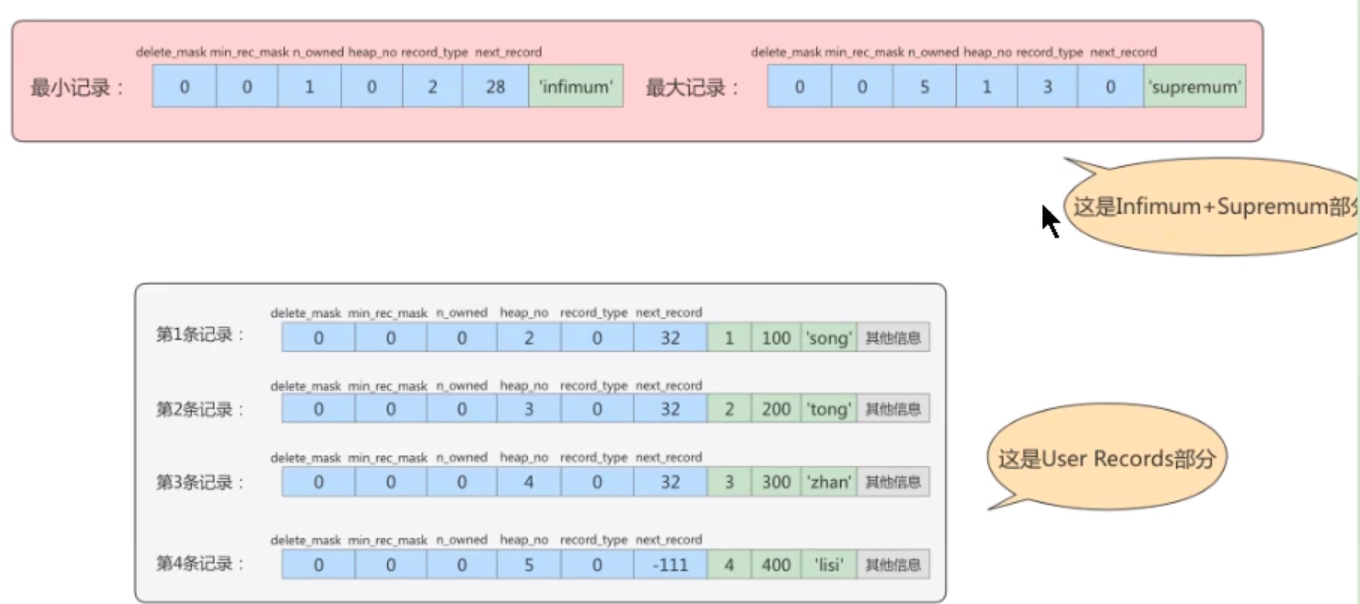 delete_mask min_rec_mask n_owned heap_no record_type next_record
最小记录： 0 0 1 0 2 28 'infimum'
delete_mask min_rec_mask n_owned heap_no record_type next_record
最大记录： 0 0 5 1 3 0 'supremum'
这是Infimum+Supremum部分
delete_mask min_rec_mask n_owned heap_no record_type next_record
第1条记录： 0 0 0 2 0 32 1 100 'song' 其他信息
delete_mask min_rec_mask n_owned heap_no record_type next_record
第2条记录： 0 0 0 3 0 32 2 200 'tong' 其他信息
delete_mask min_rec_mask n_owned heap_no record_type next_record
第3条记录： 0 0 0 4 0 32 3 300 'zhan' 其他信息
delete_mask min_rec_mask n_owned heap_no record_type next_record
第4条记录： 0 0 0 5 0 -111 4 400 'lisi' 其他信息
这是User Records部分